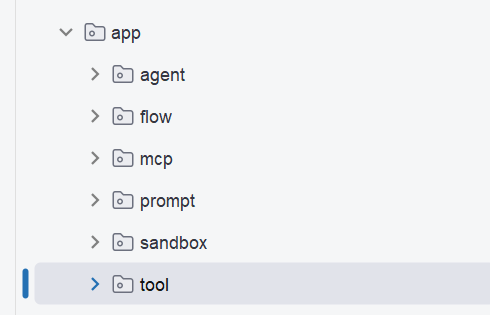 app
agent
flow
mcp
prompt
sandbox
tool